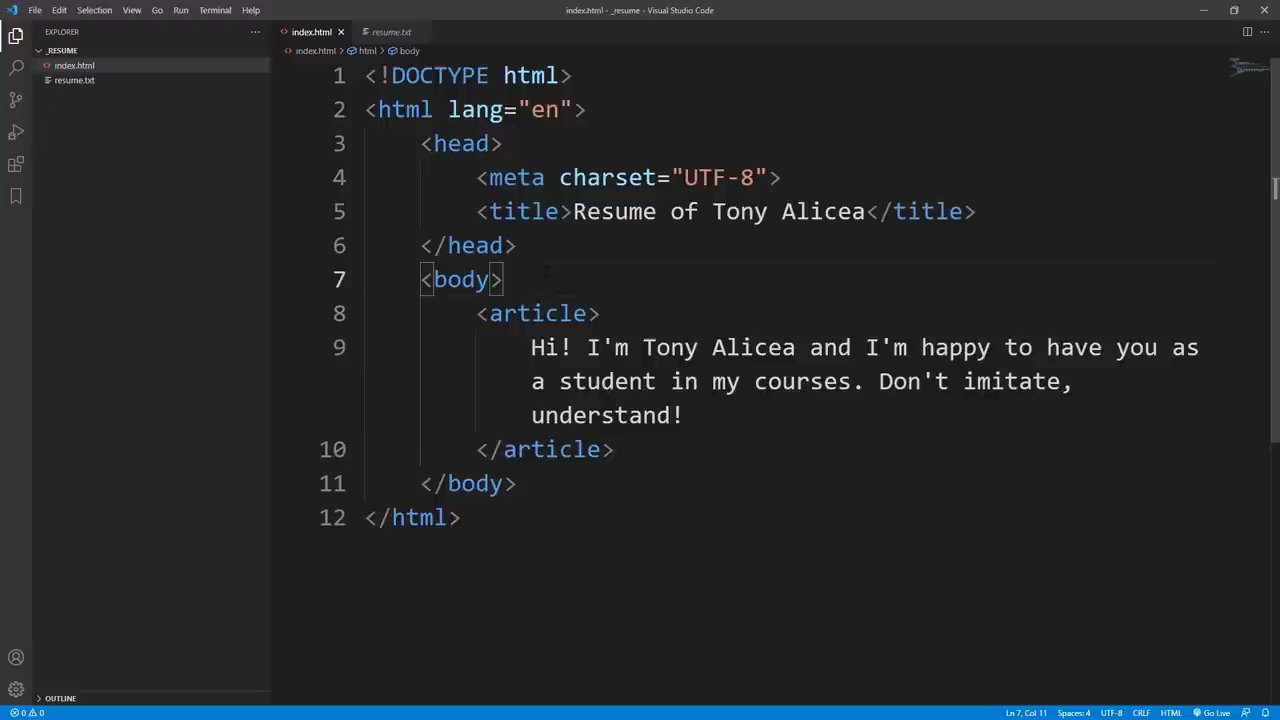 File Edit Selection View Go Run Terminal Help
index.html - _resume - Visual Studio Code
EXPLORER
_RESUME
index.html
resume.txt
index.html
resume.txt
index.html > html > body
1 <!DOCTYPE html>
2 <html lang="en">
3 <head>
4 <meta charset="UTF-8">
5 <title>Resume of Tony Alicea</title>
6 </head>
7 <body>
8 <article>
9 Hi! I'm Tony Alicea and I'm happy to have you as
a student in my courses. Don't imitate,
understand!
10 </article>
11 </body>
12 </html>
OUTLINE
0 0
Ln 7, Col 11 Spaces: 4 UTF-8 CRLF HTML Go Live